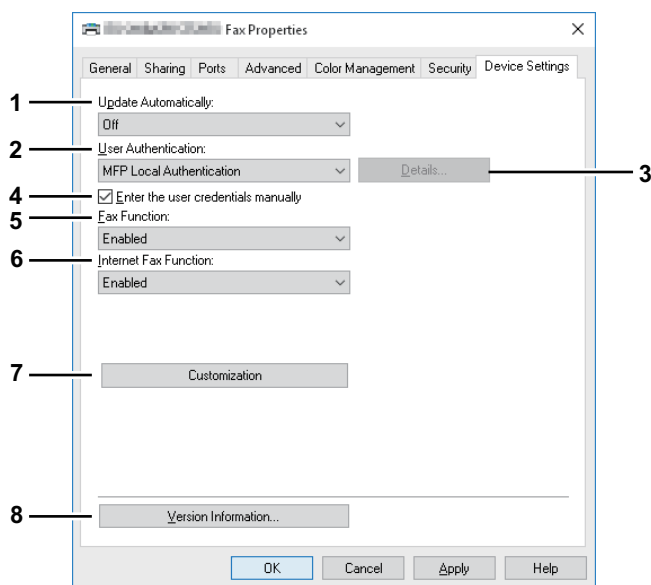 Fax Properties
General Sharing Ports Advanced Color Management Security Device Settings
1 Update Automatically:
Off
2 User Authentication:
MFP Local Authentication Details... 3
4 Enter the user credentials manually
5 Fax Function:
Enabled
6 Internet Fax Function:
Enabled
7 Customization
8 Version Information...
OK Cancel Apply Help